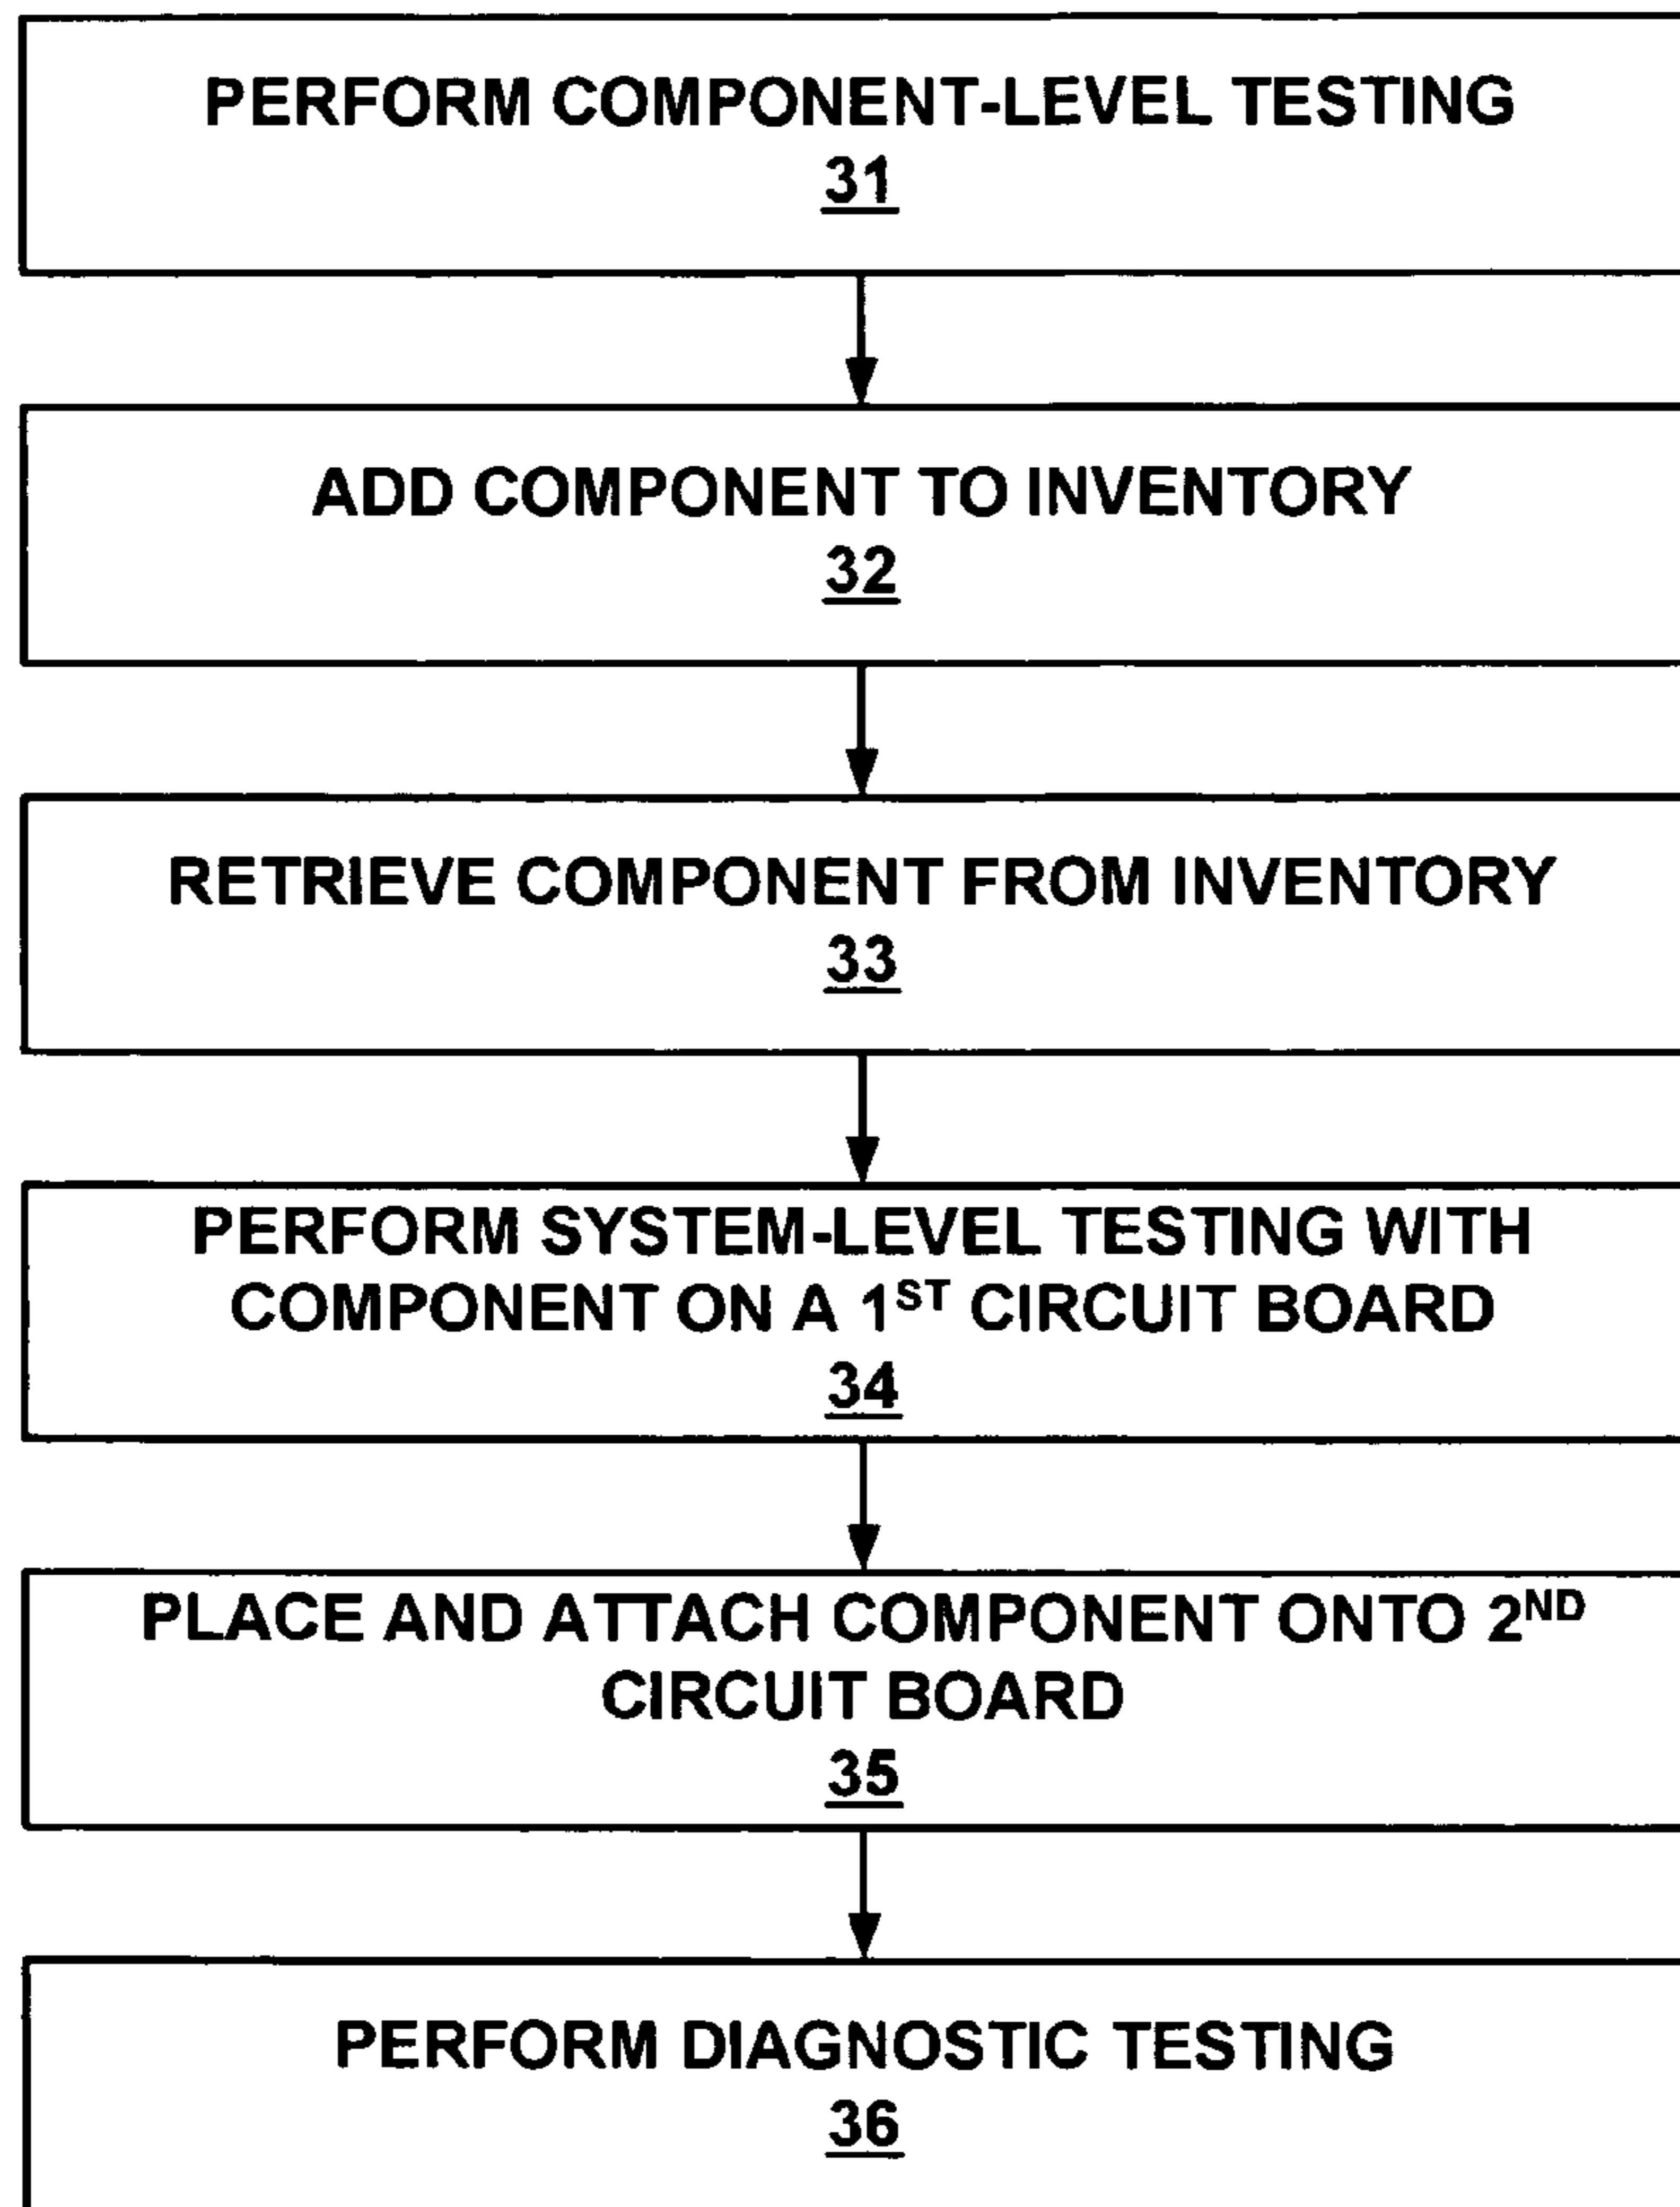 PERFORM COMPONENT-LEVEL TESTING
31
ADD COMPONENT TO INVENTORY
32
RETRIEVE COMPONENT FROM INVENTORY
33
PERFORM SYSTEM-LEVEL TESTING WITH
COMPONENT ON A 1ST CIRCUIT BOARD
34
PLACE AND ATTACH COMPONENT ONTO 2ND
CIRCUIT BOARD
35
PERFORM DIAGNOSTIC TESTING
36